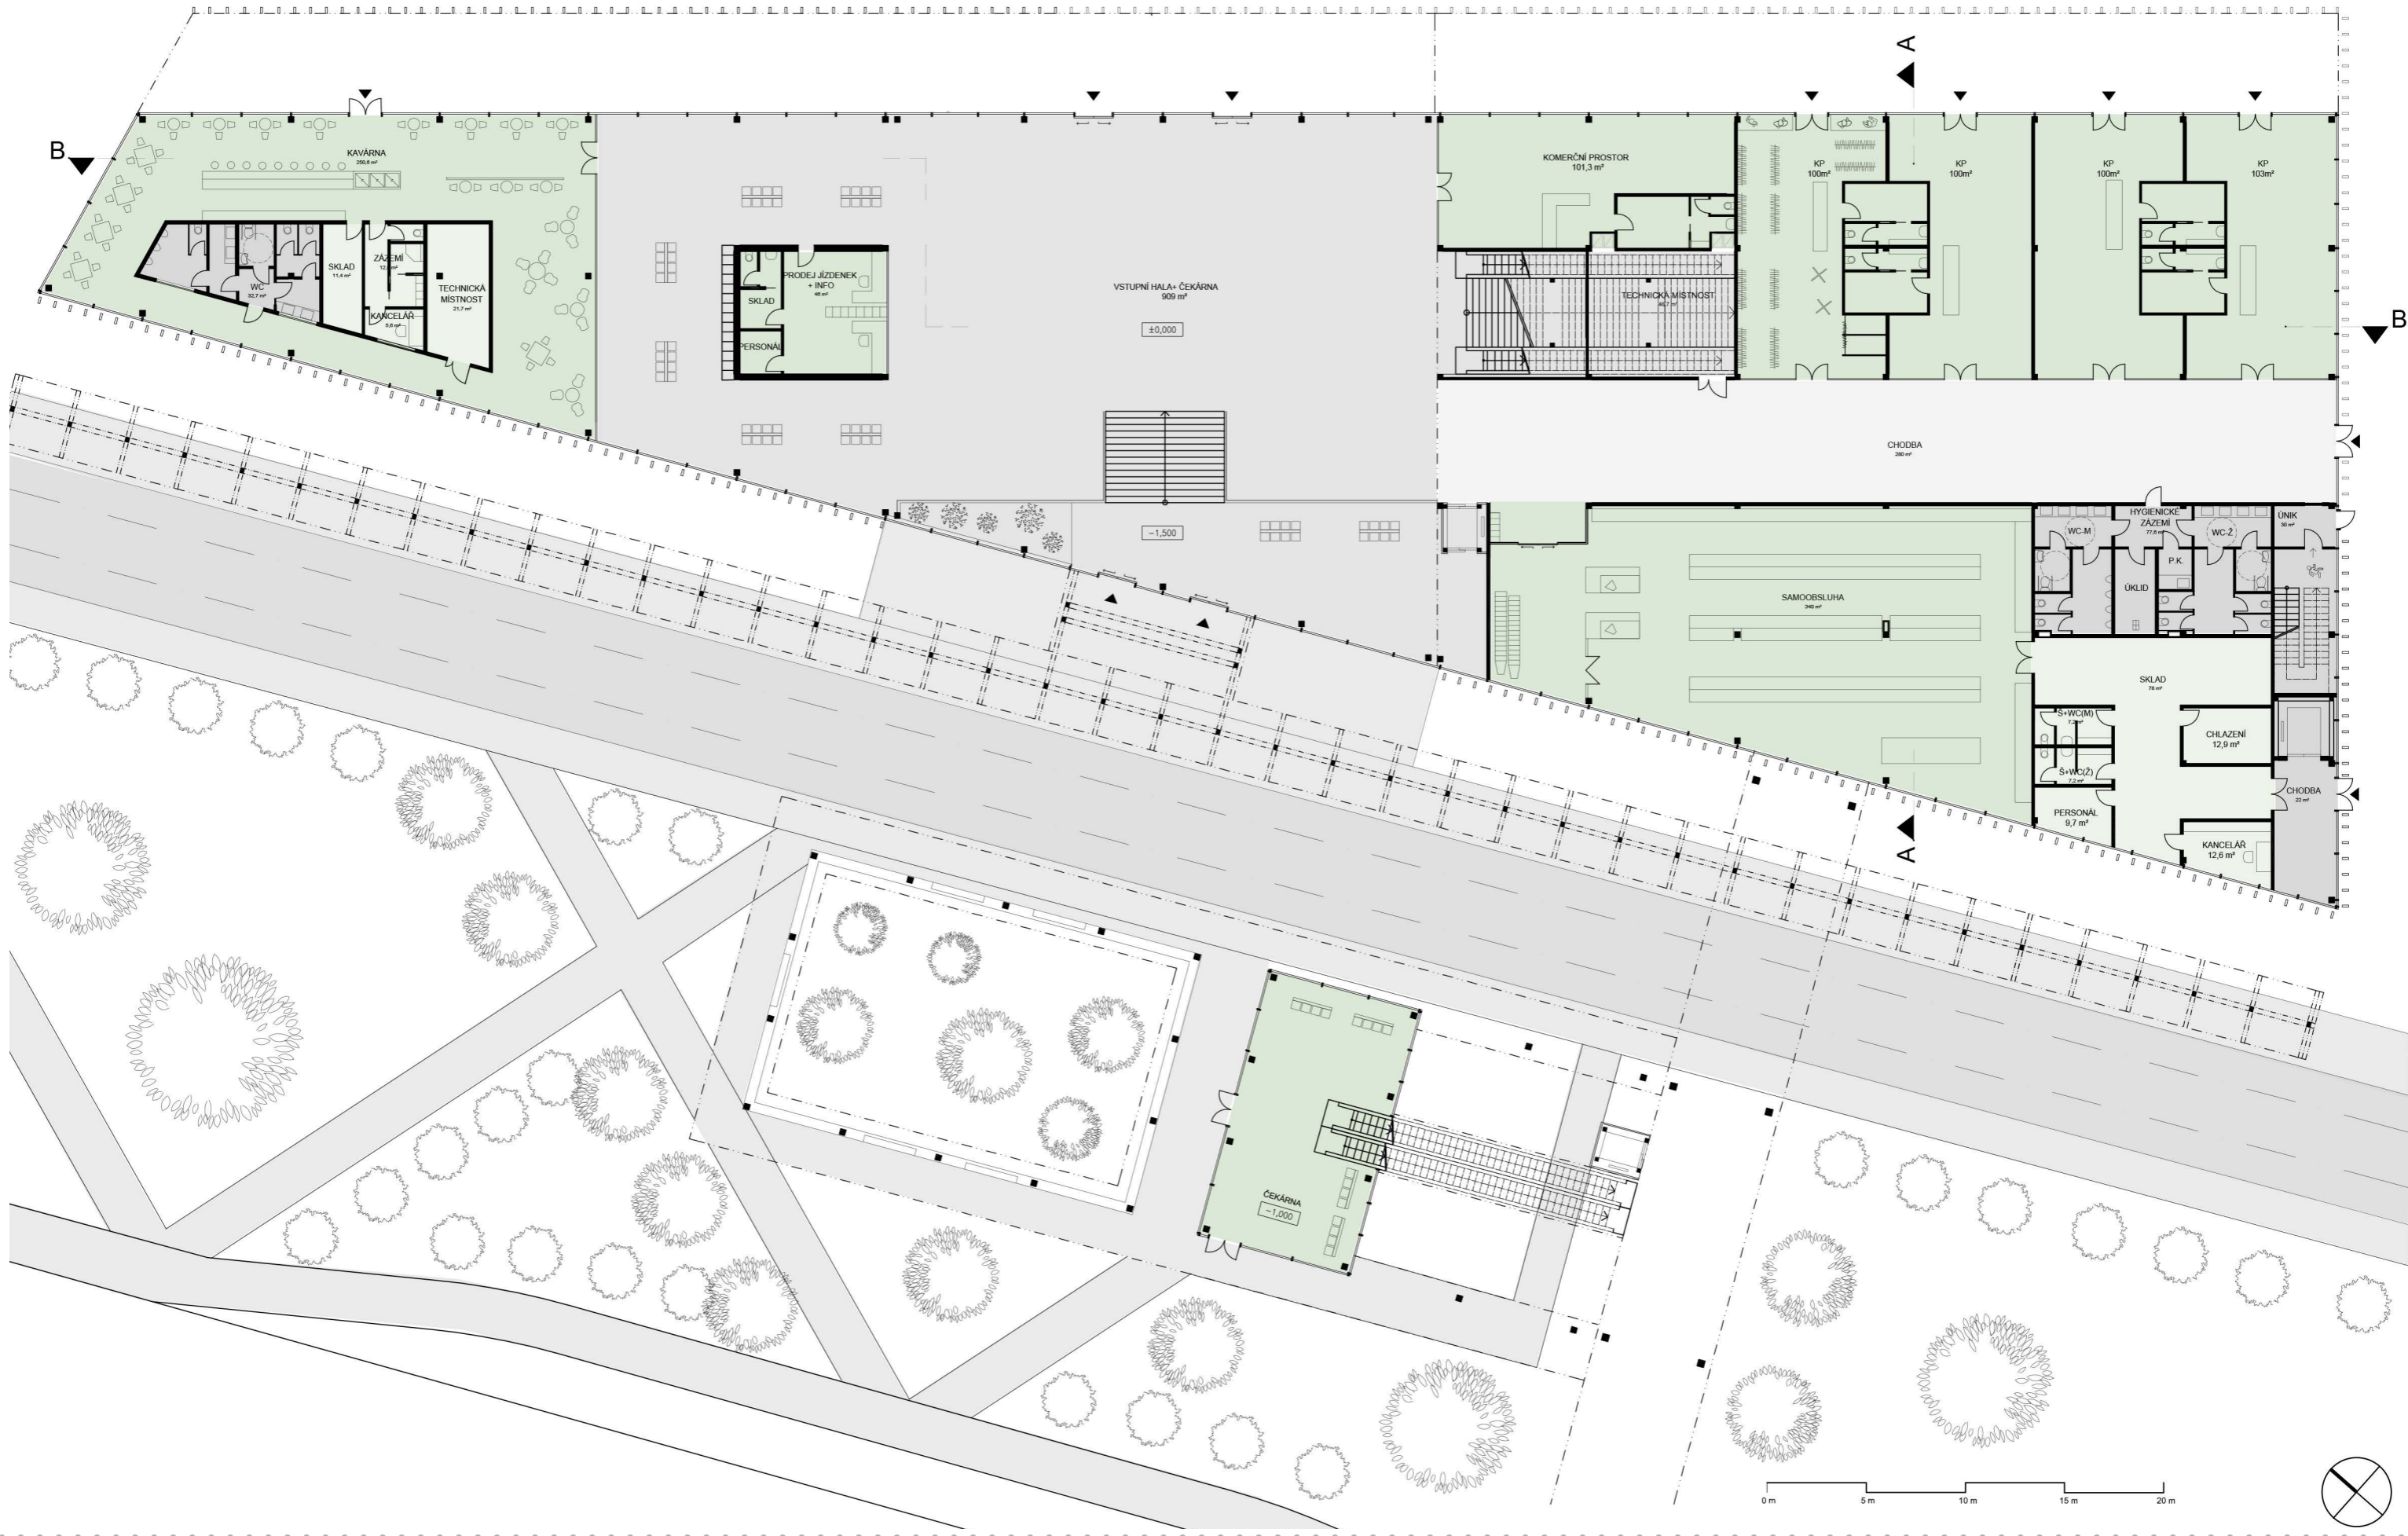 A
B
KAVÁRNA
250,6 m²
KOMERČNÍ PROSTOR
101,3 m²
KP
100m²
KP
100m²
KP
100m²
KP
103m²
SKLAD
11,4 m²
ZÁZEMÍ
WC
32,7 m²
TECHNICKÁ
MÍSTNOST
21,7 m²
KANCELÁŘ
5,6 m²
PRODEJ JÍZDENEK
+ INFO
46 m²
SKLAD
PERSONÁL
VSTUPNÍ HALA+ ČEKÁRNA
909 m²
±0,000
TECHNICKÁ MÍSTNOST
B
CHODBA
280 m²
−1,500
SAMOOBSLUHA
340 m²
WC-M
HYGIENICKÉ
ZÁZEMÍ
WC-Ž
ÚNIK
30 m²
P.K.
ÚKLID
SKLAD
76 m²
Š+WC(M)
7,2 m²
CHLAZENÍ
12,9 m²
Š+WC(Ž)
7,2 m²
CHODBA
22 m²
PERSONÁL
9,7 m²
KANCELÁŘ
12,6 m²
A
ČEKÁRNA
−1,000
0 m
5 m
10 m
15 m
20 m